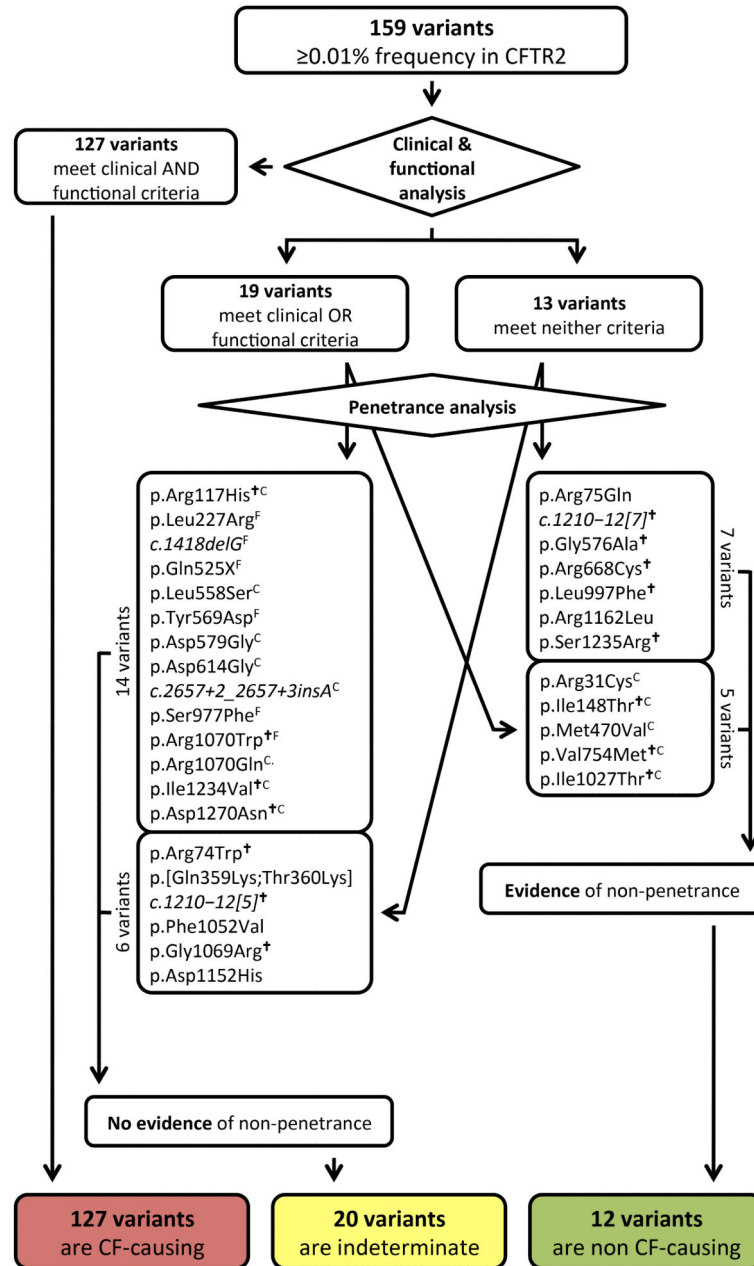 159 variants
≥0.01% frequency in CFTR2
127 variants
meet clinical AND
functional criteria
Clinical &
functional
analysis
19 variants
meet clinical OR
functional criteria
13 variants
meet neither criteria
Penetrance analysis
14 variants
p.Arg117His✝C
p.Leu227ArgF
c.1418delGF
p.Gln525XF
p.Leu558SerC
p.Tyr569AspF
p.Asp579GlyC
p.Asp614GlyC
c.2657+2_2657+3insAC
p.Ser977PheF
p.Arg1070Trp✝F
p.Arg1070GlnC.
p.Ile1234Val✝C
p.Asp1270Asn✝C
6 variants
p.Arg74Trp✝
p.[Gln359Lys;Thr360Lys]
c.1210−12[5]✝
p.Phe1052Val
p.Gly1069Arg✝
p.Asp1152His
p.Arg75Gln
c.1210−12[7]✝
p.Gly576Ala✝
p.Arg668Cys✝
p.Leu997Phe✝
p.Arg1162Leu
p.Ser1235Arg✝
7 variants
p.Arg31CysC
p.Ile148Thr✝C
p.Met470ValC
p.Val754Met✝C
p.Ile1027Thr✝C
5 variants
Evidence of non-penetrance
No evidence of non-penetrance
127 variants
are CF-causing
20 variants
are indeterminate
12 variants
are non CF-causing